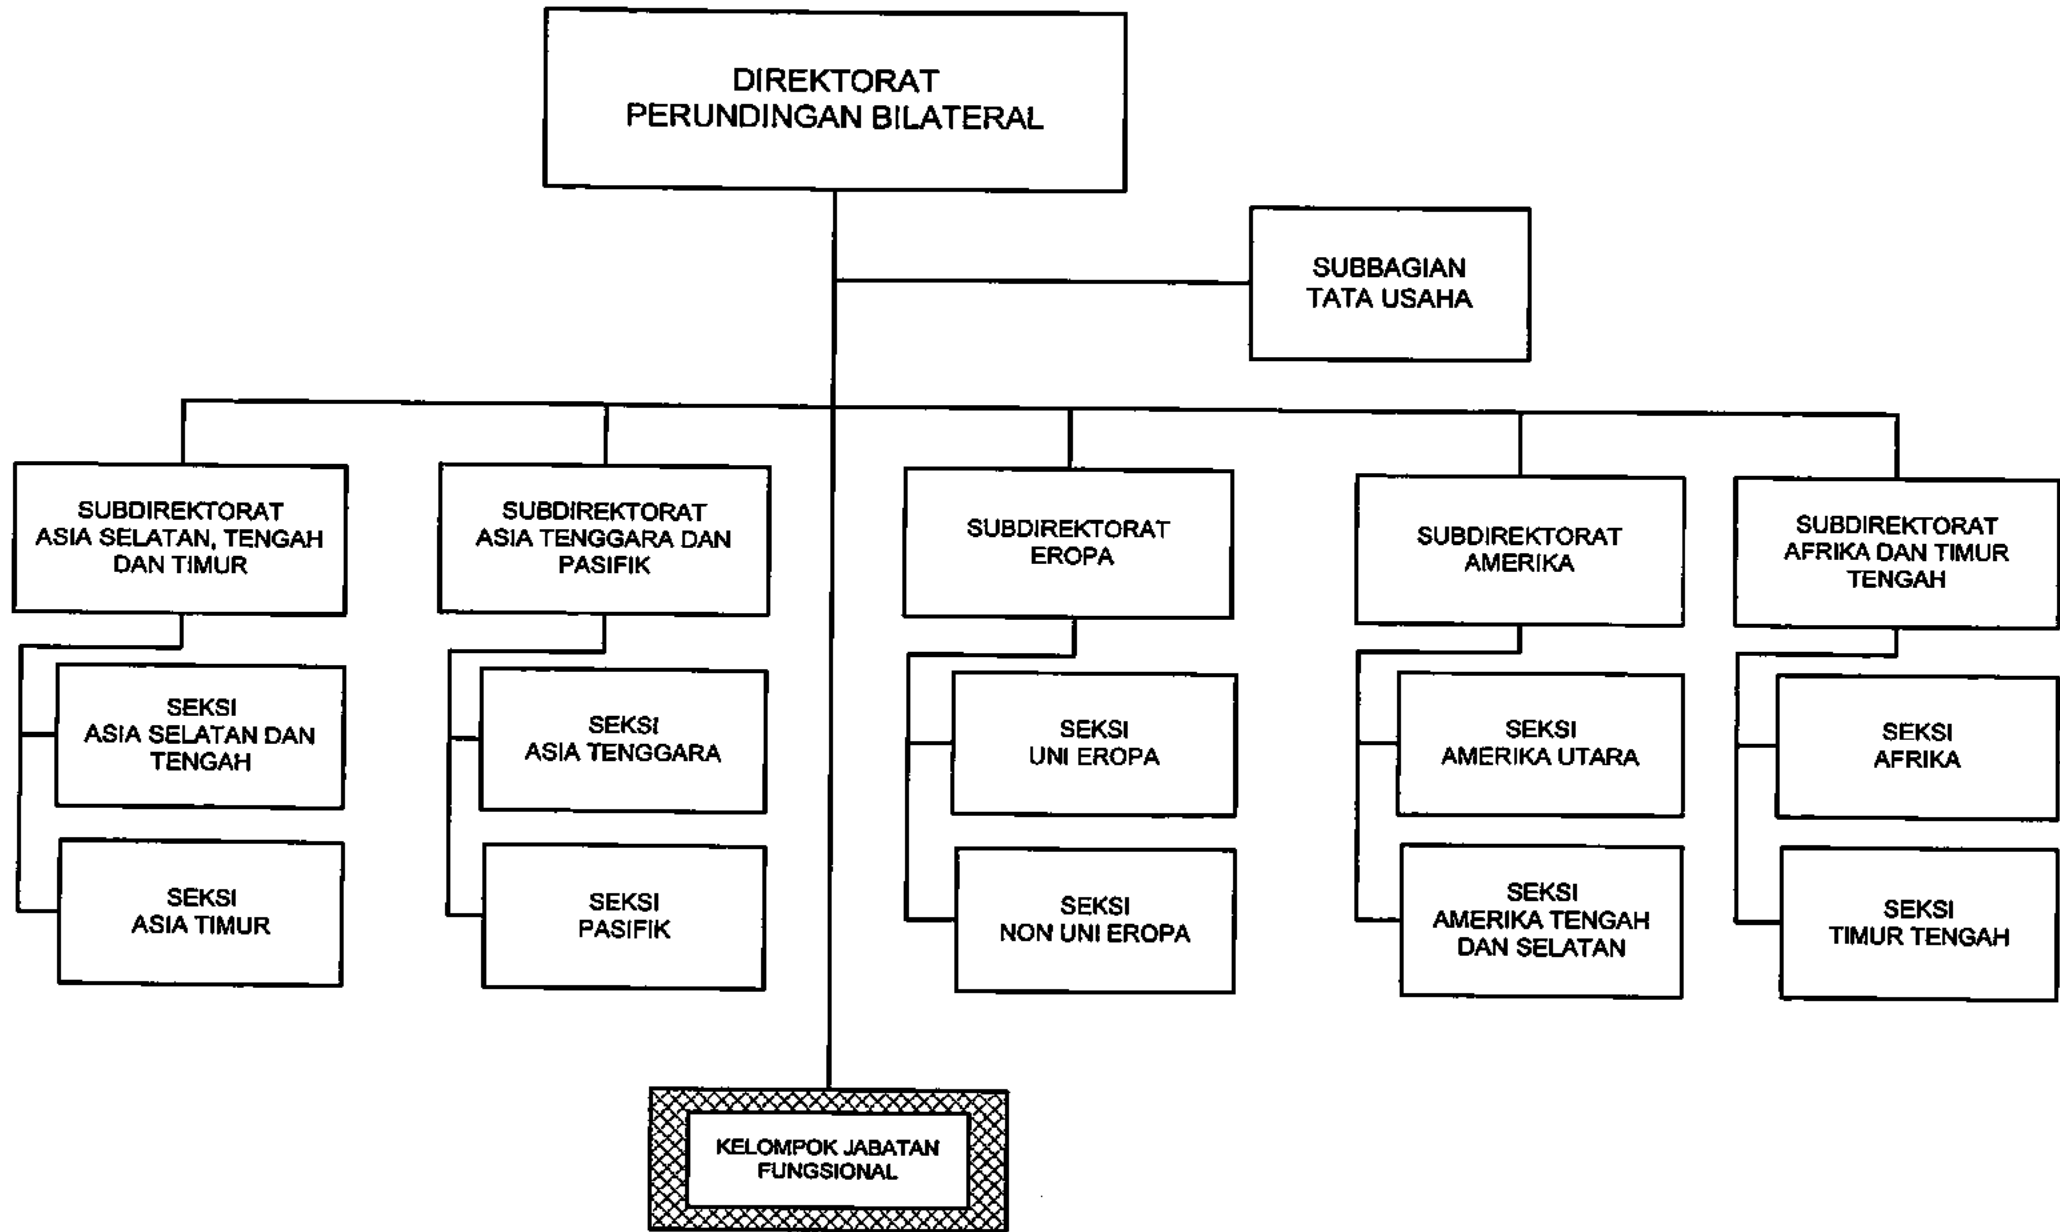 DIREKTORAT
PERUNDINGAN BILATERAL
SUBBAGIAN
TATA USAHA
SUBDIREKTORAT
ASIA SELATAN, TENGAH
DAN TIMUR
SUBDIREKTORAT
ASIA TENGGARA DAN
PASIFIK
SUBDIREKTORAT
EROPA
SUBDIREKTORAT
AMERIKA
SUBDIREKTORAT
AFRIKA DAN TIMUR
TENGAH
SEKSI
ASIA SELATAN DAN
TENGAH
SEKSI
ASIA TENGGARA
SEKSI
UNI EROPA
SEKSI
AMERIKA UTARA
SEKSI
AFRIKA
SEKSI
ASIA TIMUR
SEKSI
PASIFIK
SEKSI
NON UNI EROPA
SEKSI
AMERIKA TENGAH
DAN SELATAN
SEKSI
TIMUR TENGAH
KELOMPOK JABATAN
FUNGSIONAL